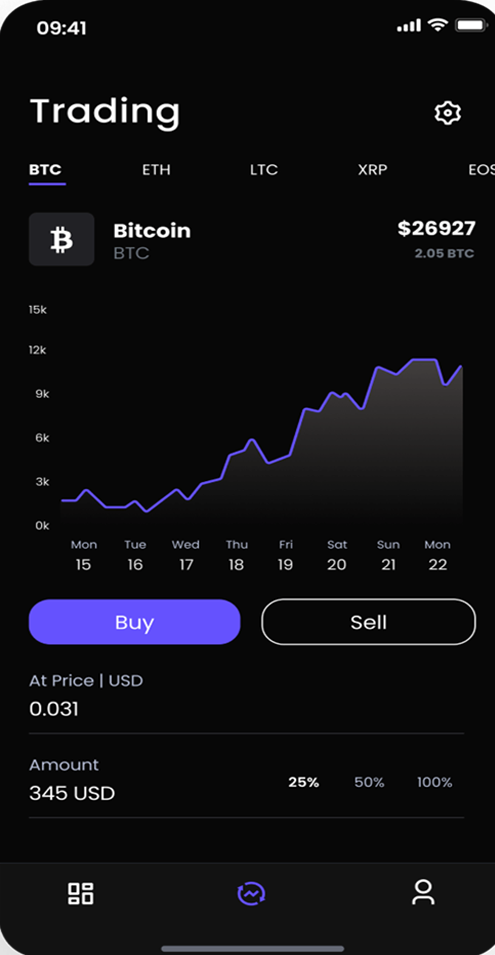 09:41
Trading
BTC ETH LTC XRP EOS
Bitcoin $26927
BTC 2.05 BTC
15k
12k
9k
6k
3k
0k
Mon Tue Wed Thu Fri Sat Sun Mon
15 16 17 18 19 20 21 22
Buy Sell
At Price | USD
0.031
Amount
345 USD 25% 50% 100%